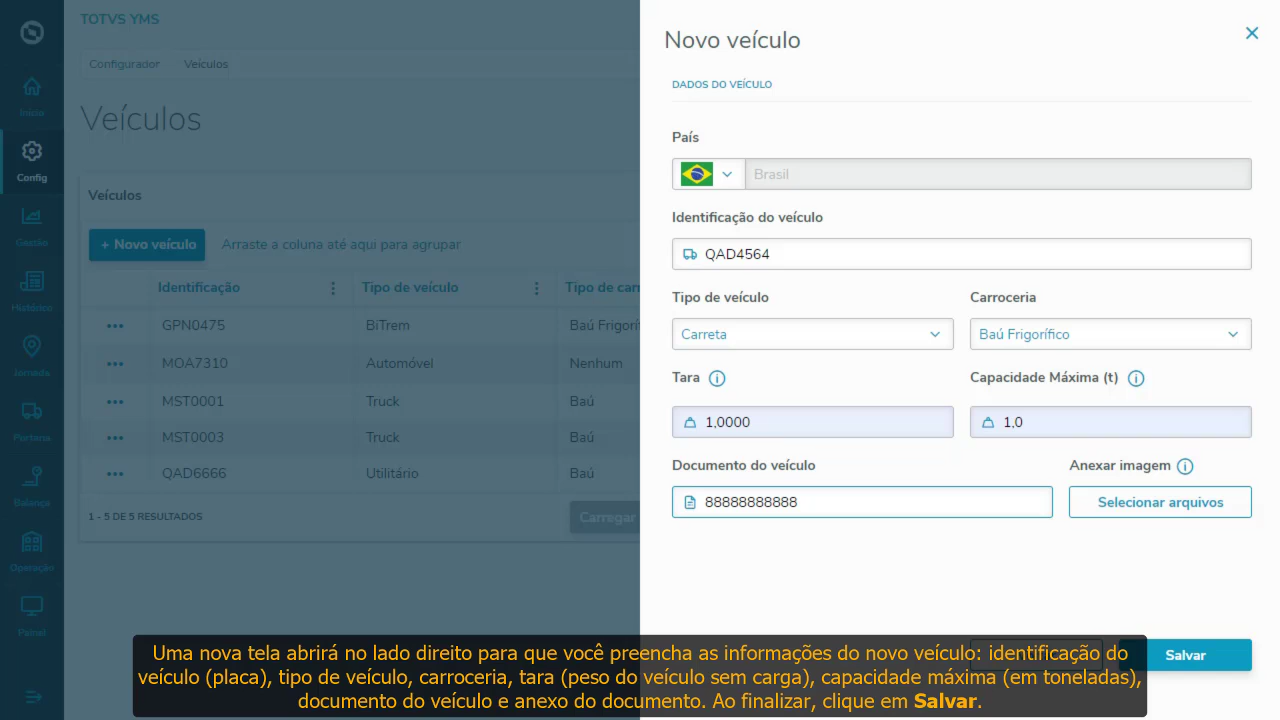 TOTVS YMS
Configurador Veículos
Veículos
Veículos
+ Novo veículo Arraste a coluna até aqui para agrupar
Identificação Tipo de veículo Tipo de carr
GPN0475 BiTrem Baú Frigorí
MOA7310 Automóvel Nenhum
MST0001 Truck Baú
MST0003 Truck Baú
QAD6666 Utilitário Baú
1 - 5 DE 5 RESULTADOS Carregar
Início
Config
Gestão
Histórico
Jornada
Portaria
Balança
Operação
Painel
Novo veículo
DADOS DO VEÍCULO
País
Brasil
Identificação do veículo
QAD4564
Tipo de veículo Carroceria
Carreta Baú Frigorífico
Tara Capacidade Máxima (t)
1,0000 1,0
Documento do veículo Anexar imagem
88888888888 Selecionar arquivos
Salvar
Uma nova tela abrirá no lado direito para que você preencha as informações do novo veículo: identificação do
veículo (placa), tipo de veículo, carroceria, tara (peso do veículo sem carga), capacidade máxima (em toneladas),
documento do veículo e anexo do documento. Ao finalizar, clique em Salvar.